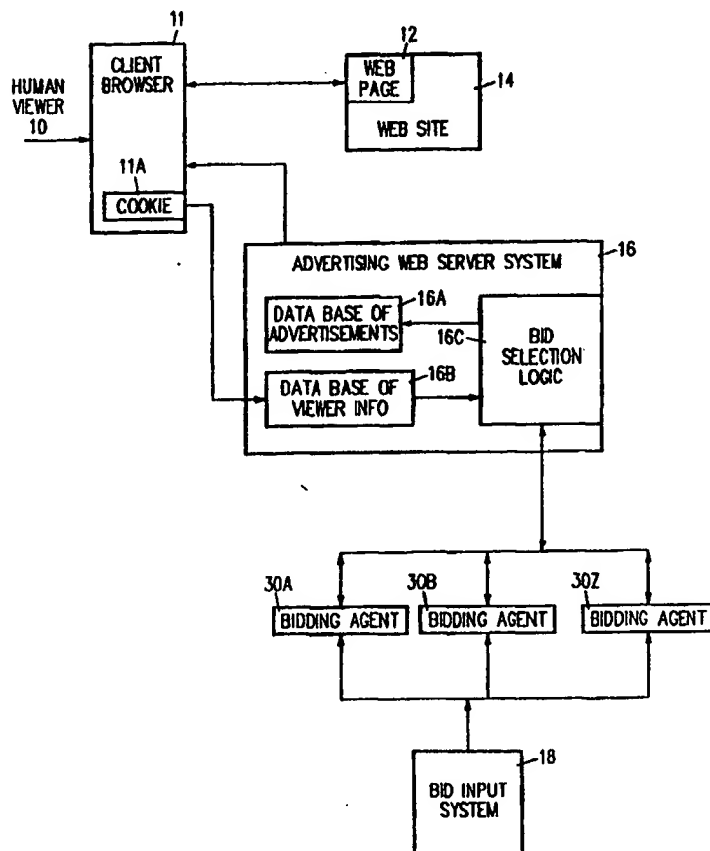 11
CLIENT
BROWSER
HUMAN
VIEWER
10
12
WEB
PAGE
14
WEB SITE
11A
COOKIE
16
ADVERTISING WEB SERVER SYSTEM
16A
DATA BASE OF
ADVERTISEMENTS
16C
BID
SELECTION
LOGIC
16B
DATA BASE OF
VIEWER INFO
30A
BIDDING AGENT
30B
BIDDING AGENT
30Z
BIDDING AGENT
18
BID INPUT
SYSTEM